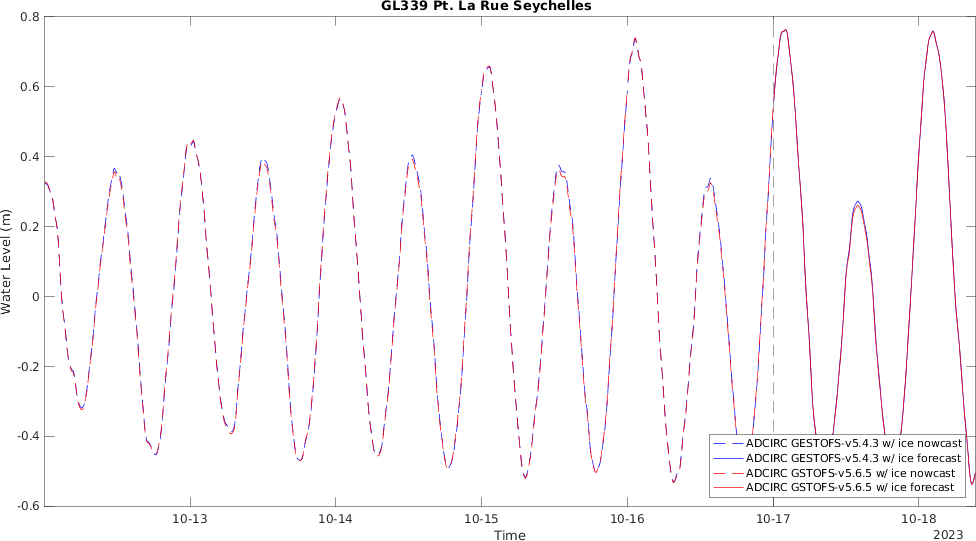 GL339 Pt. La Rue Seychelles
0.8
0.6
0.4
0.2
0
-0.2
-0.4
-0.6
Water Level (m)
ADCIRC GESTOFS-v5.4.3 w/ ice nowcast
ADCIRC GESTOFS-v5.4.3 w/ ice forecast
ADCIRC GSTOFS-v5.6.5 w/ ice nowcast
ADCIRC GSTOFS-v5.6.5 w/ ice forecast
10-13 10-14 10-15 10-16 10-17 10-18
Time
2023